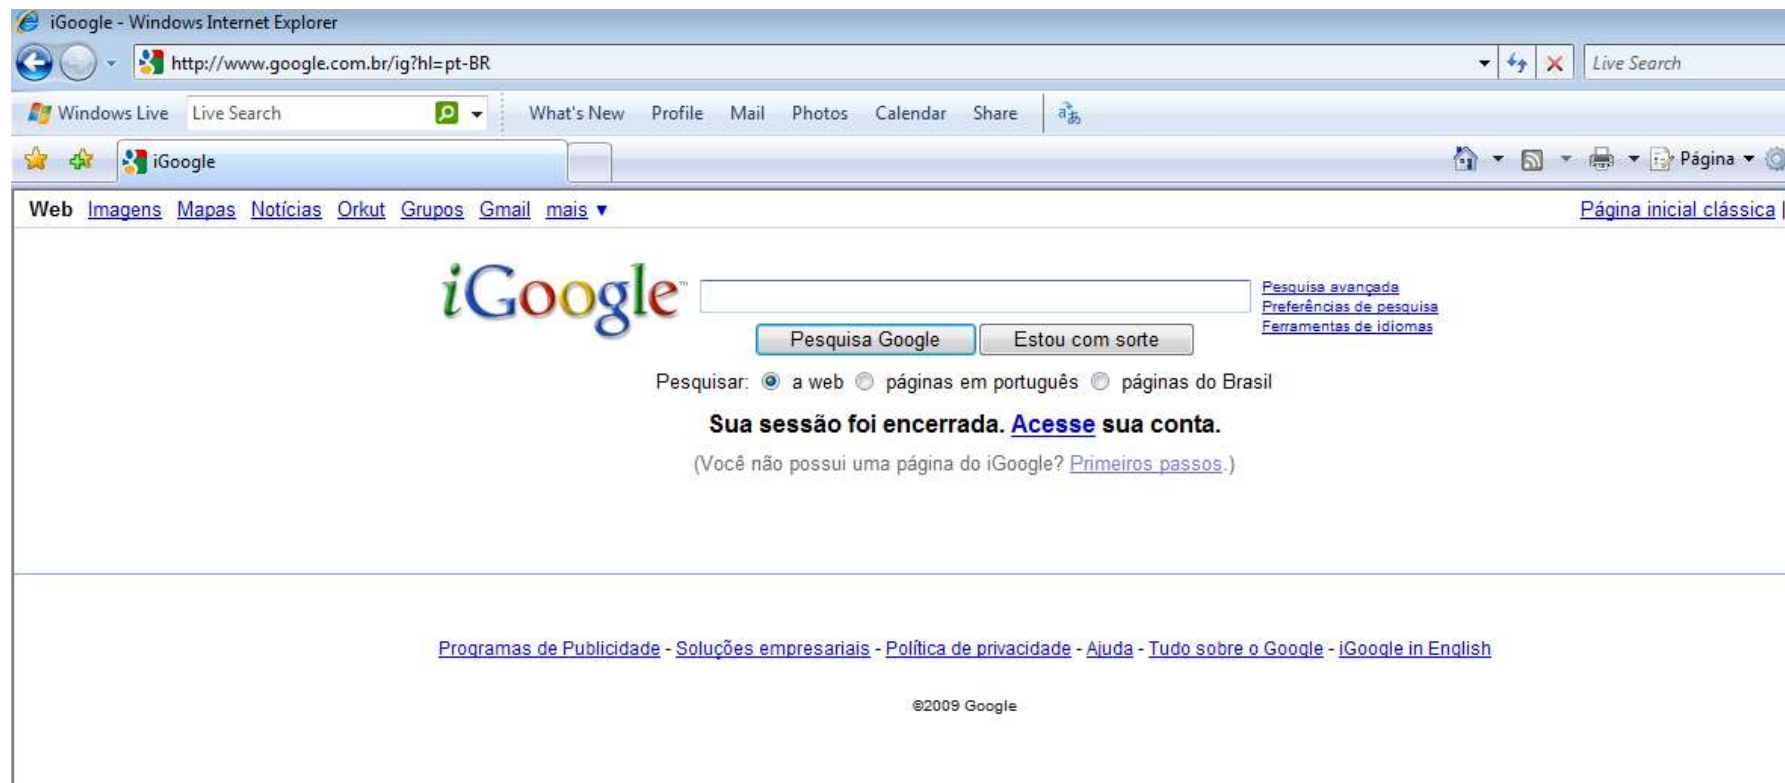 iGoogle - Windows Internet Explorer
http://www.google.com.br/ig?hl=pt-BR Live Search
Windows Live Live Search What's New Profile Mail Photos Calendar Share
iGoogle Página
Web Imagens Mapas Notícias Orkut Grupos Gmail mais ▼ Página inicial clássica |
iGoogle™
Pesquisa avançada
Preferências de pesquisa
Ferramentas de idiomas
Pesquisa Google Estou com sorte
Pesquisar: a web páginas em português páginas do Brasil
Sua sessão foi encerrada. Acesse sua conta.
(Você não possui uma página do iGoogle? Primeiros passos.)
Programas de Publicidade - Soluções empresariais - Política de privacidade - Ajuda - Tudo sobre o Google - iGoogle in English
©2009 Google